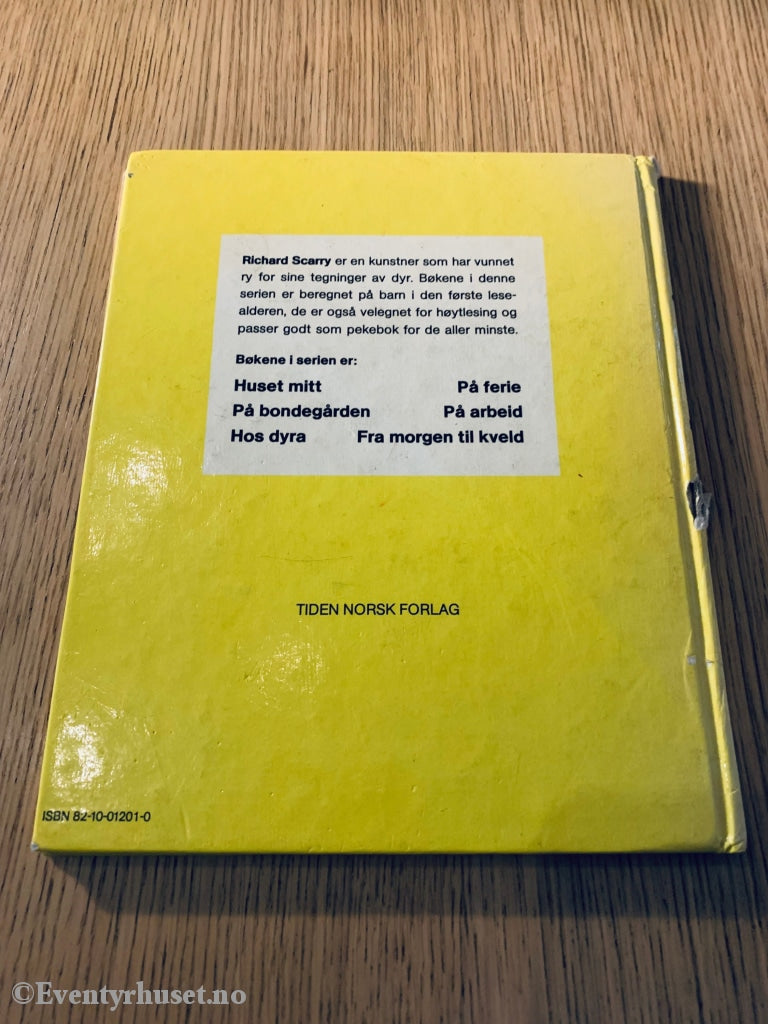 Richard Scarry er en kunstner som har vunnet
ry for sine tegninger av dyr. Bøkene i denne
serien er beregnet på barn i den første lese-
alderen, de er også velegnet for høytlesing og
passer godt som pekebok for de aller minste.
Bøkene i serien er:
Huset mitt På ferie
På bondegården På arbeid
Hos dyra Fra morgen til kveld
TIDEN NORSK FORLAG
ISBN 82-10-01201-0
©Eventyrhuset.no